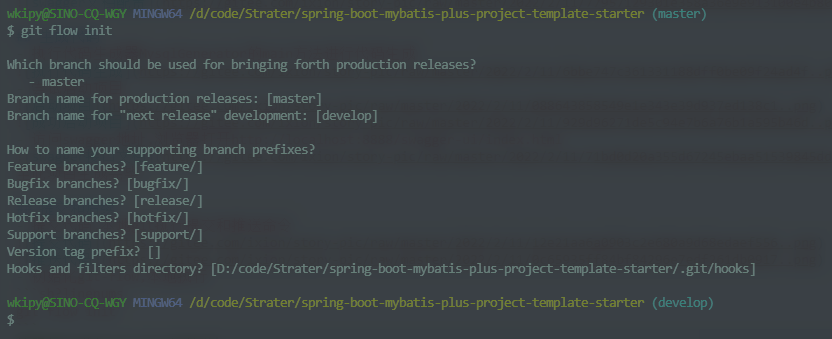 wkipy@SINO-CQ-WGY MINGW64 /d/code/Strater/spring-boot-mybatis-plus-project-template-starter (master)
$ git flow init
Which branch should be used for bringing forth production releases?
- master
Branch name for production releases: [master]
Branch name for "next release" development: [develop]
How to name your supporting branch prefixes?
Feature branches? [feature/]
Bugfix branches? [bugfix/]
Release branches? [release/]
Hotfix branches? [hotfix/]
Support branches? [support/]
Version tag prefix? []
Hooks and filters directory? [D:/code/Strater/spring-boot-mybatis-plus-project-template-starter/.git/hooks]
wkipy@SINO-CQ-WGY MINGW64 /d/code/Strater/spring-boot-mybatis-plus-project-template-starter (develop)
$